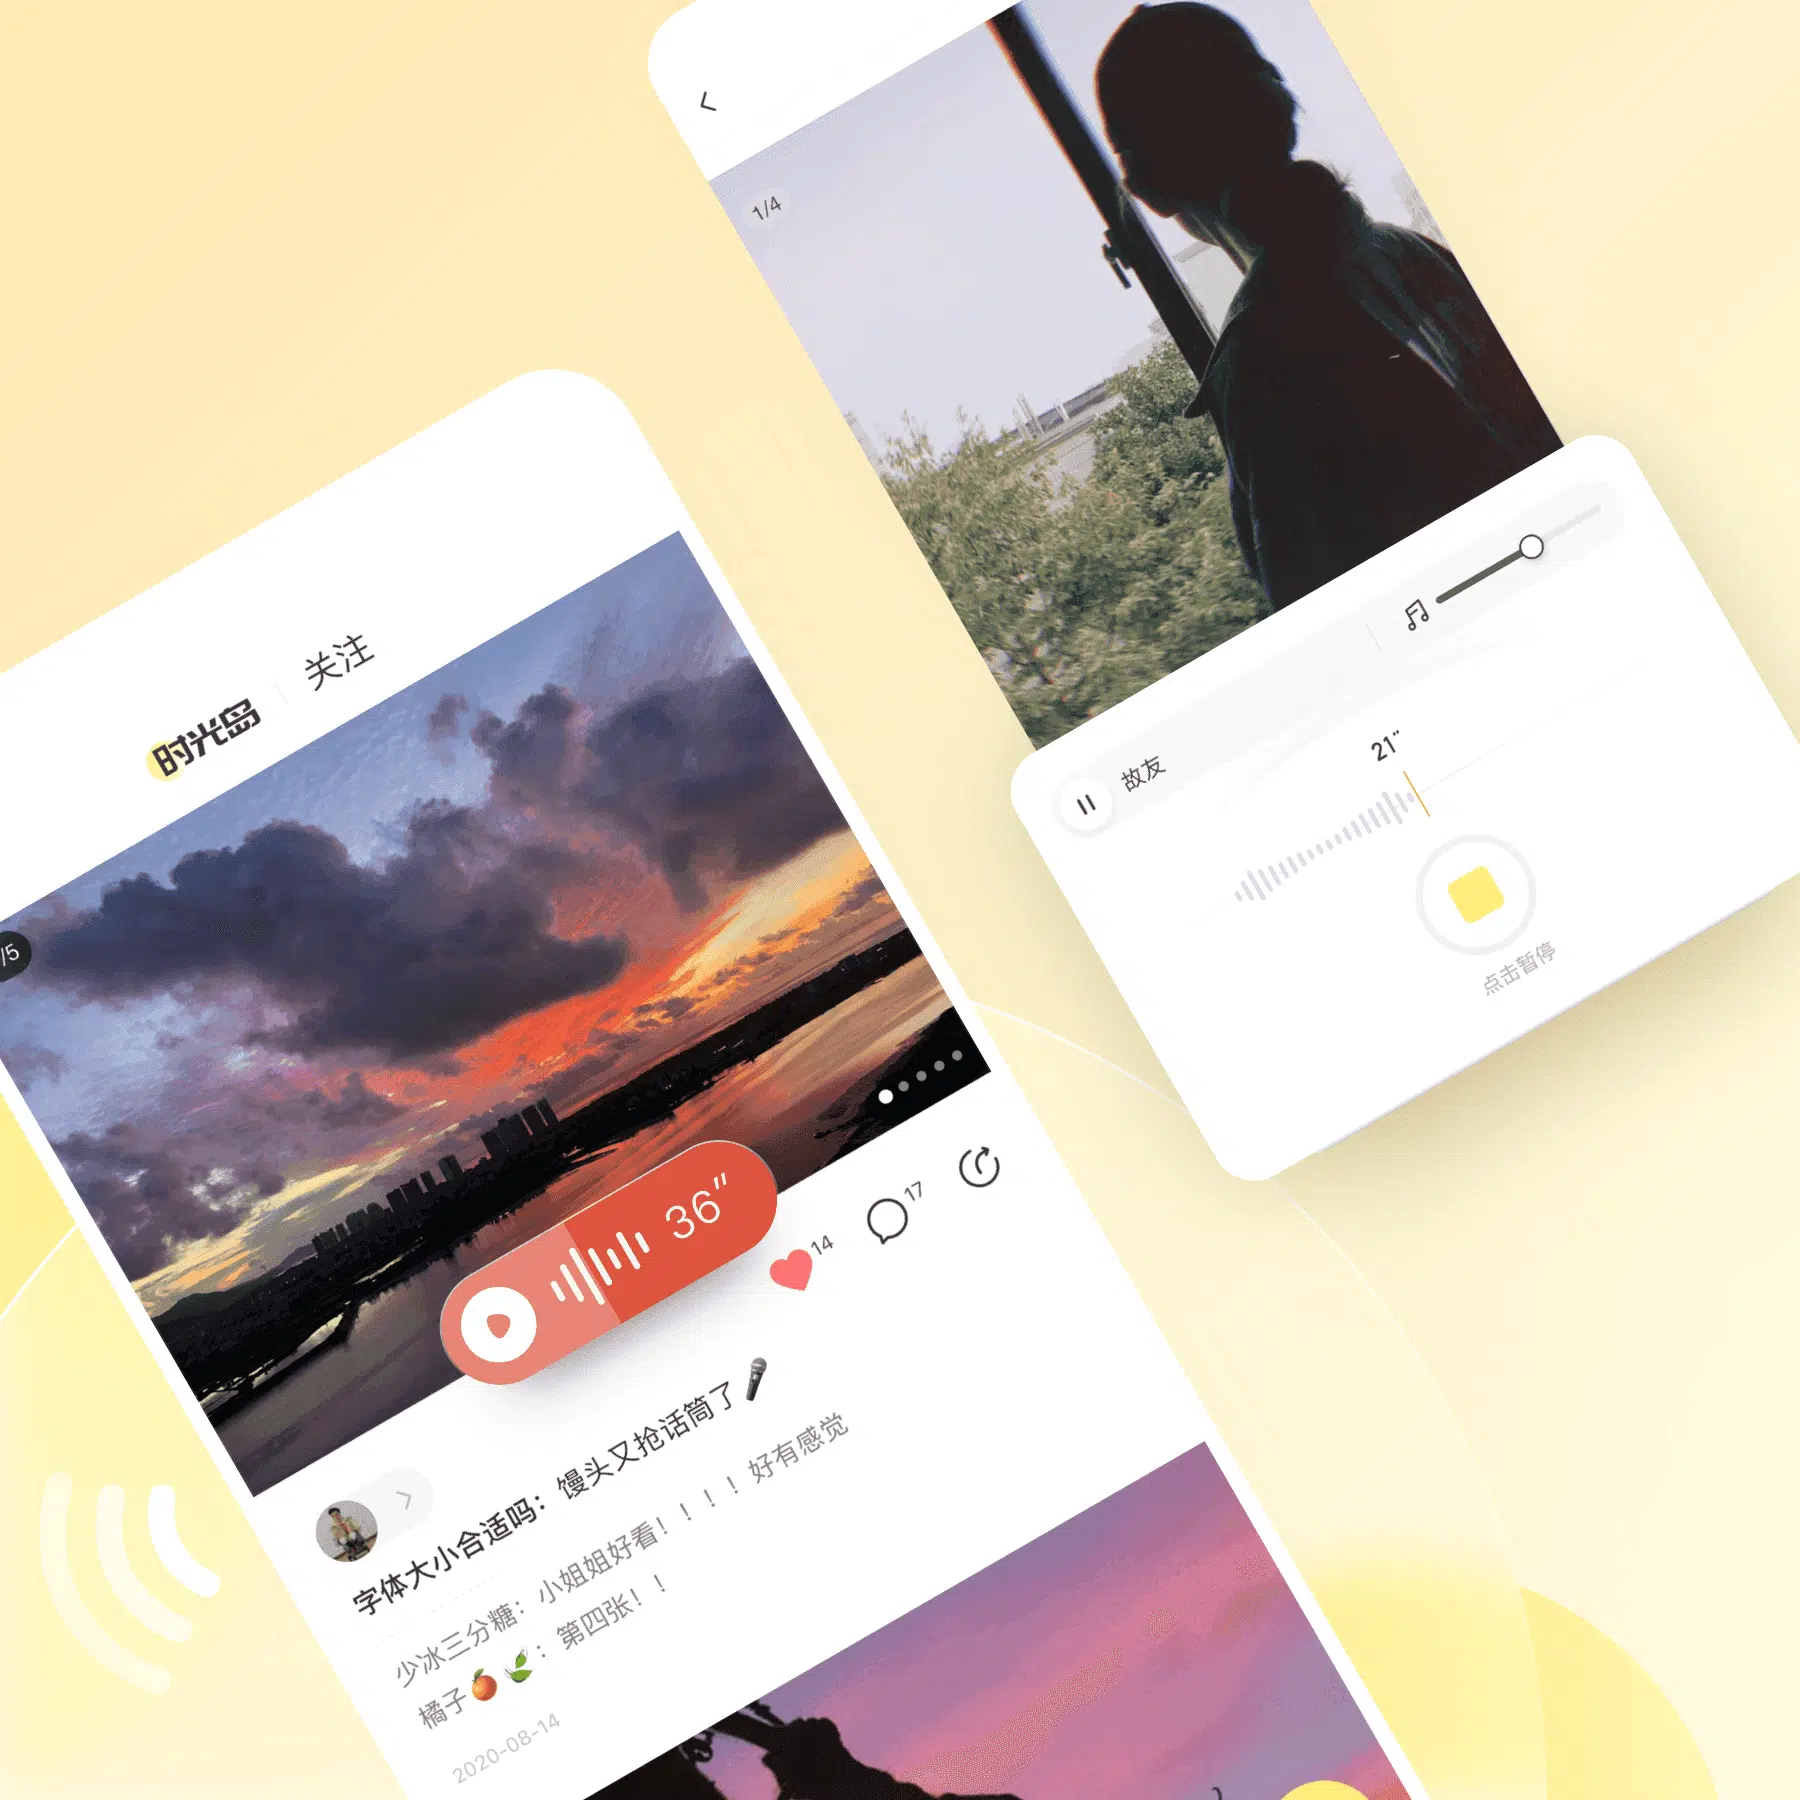 时光岛 关注
/5
36"
14
17
字体大小合适吗：馒头又抢话筒了🎤
少冰三分糖：小姐姐好看！！！！好有感觉
橘子🍊🌿：第四张！！
2020-08-14
1/4
故友
21"
点击暂停